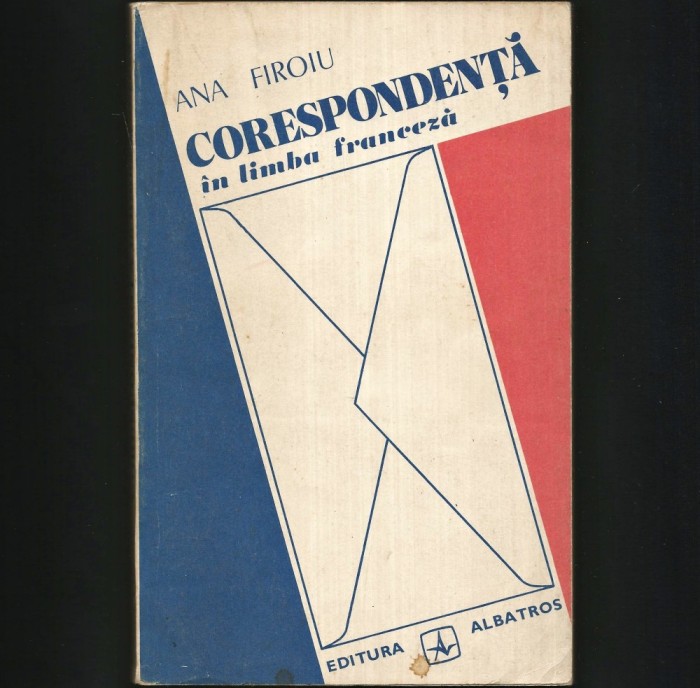 ANA FIROIU
CORESPONDENȚĂ
în limba franceză
EDITURA ALBATROS